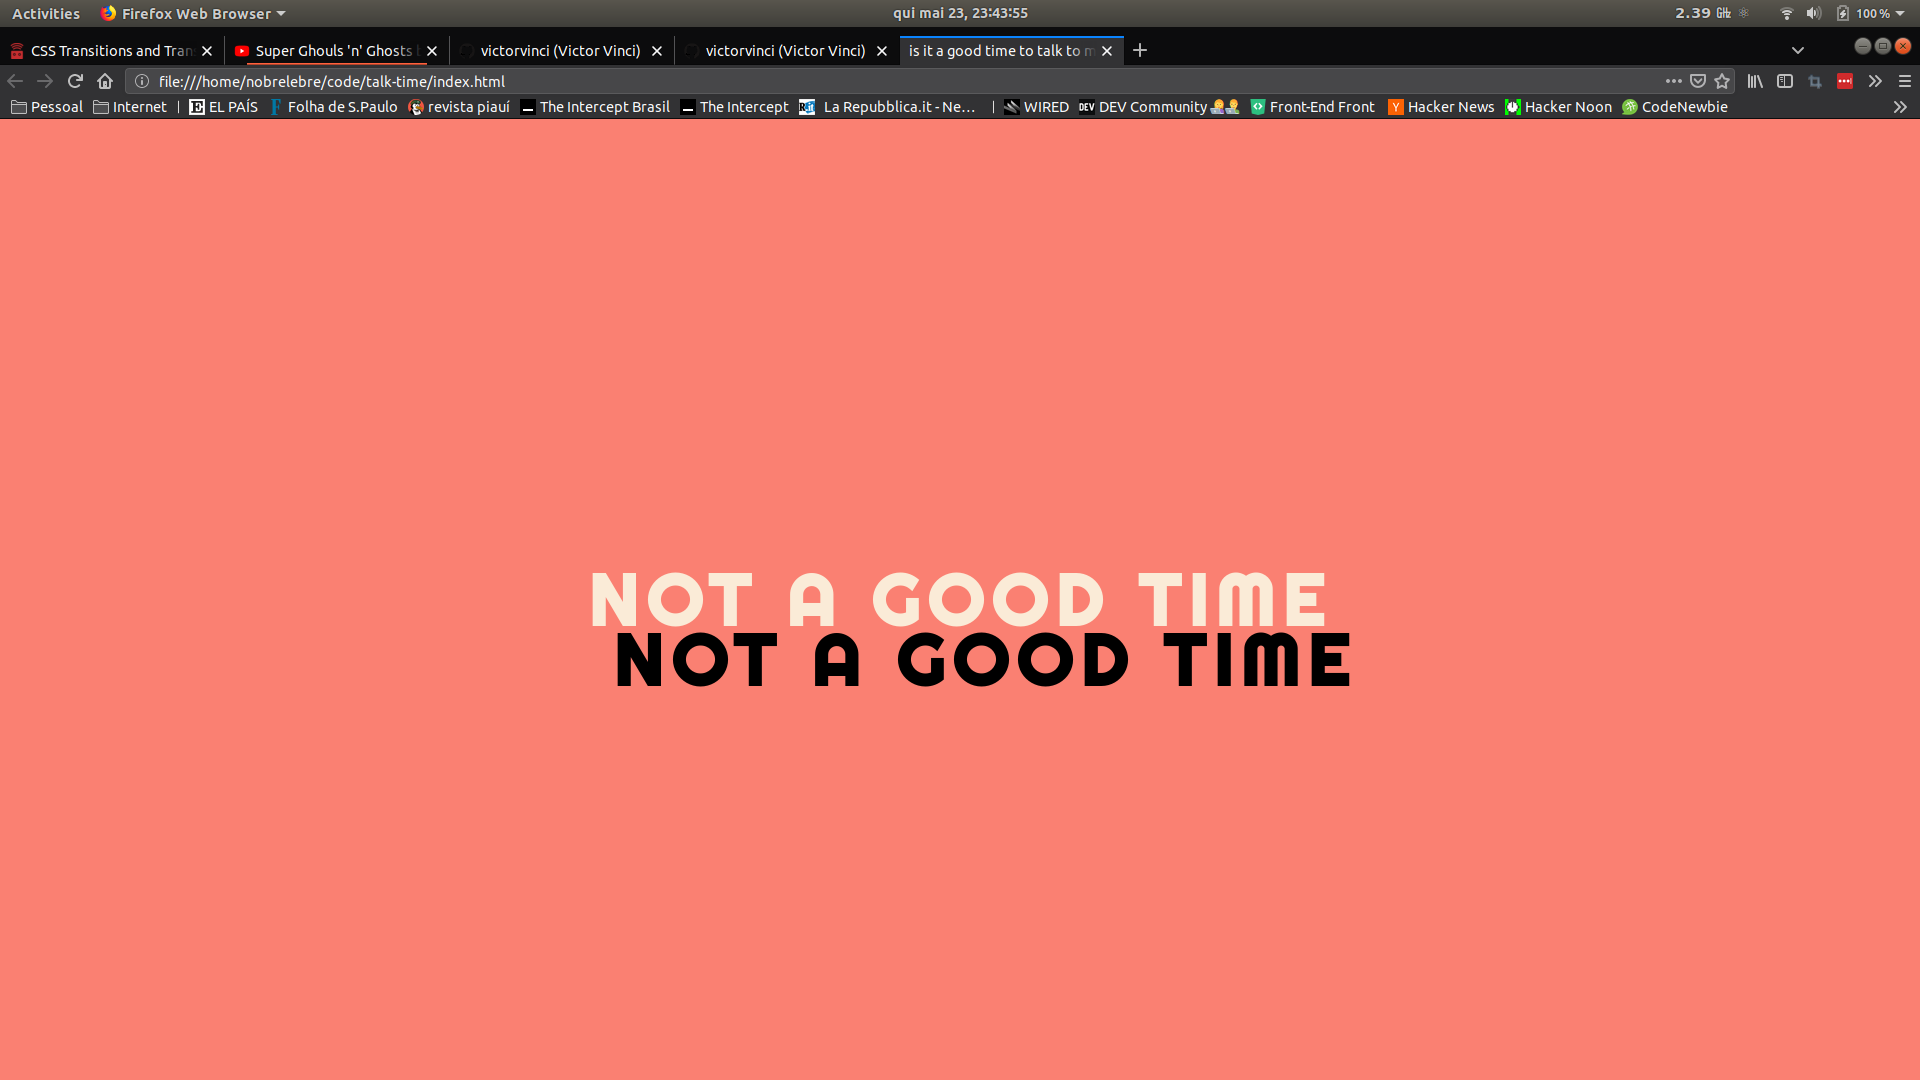 Activities Firefox Web Browser qui mai 23, 23:43:55 2.39 GHz 100 %
CSS Transitions and Tran Super Ghouls 'n' Ghosts victorvinci (Victor Vinci) victorvinci (Victor Vinci) is it a good time to talk to m
file:///home/nobrelebre/code/talk-time/index.html
Pessoal Internet | EL PAÍS Folha de S.Paulo revista piauí The Intercept Brasil The Intercept La Repubblica.it - Ne… | WIRED DEV Community Front-End Front Hacker News Hacker Noon CodeNewbie
NOT A GOOD TIME
NOT A GOOD TIME